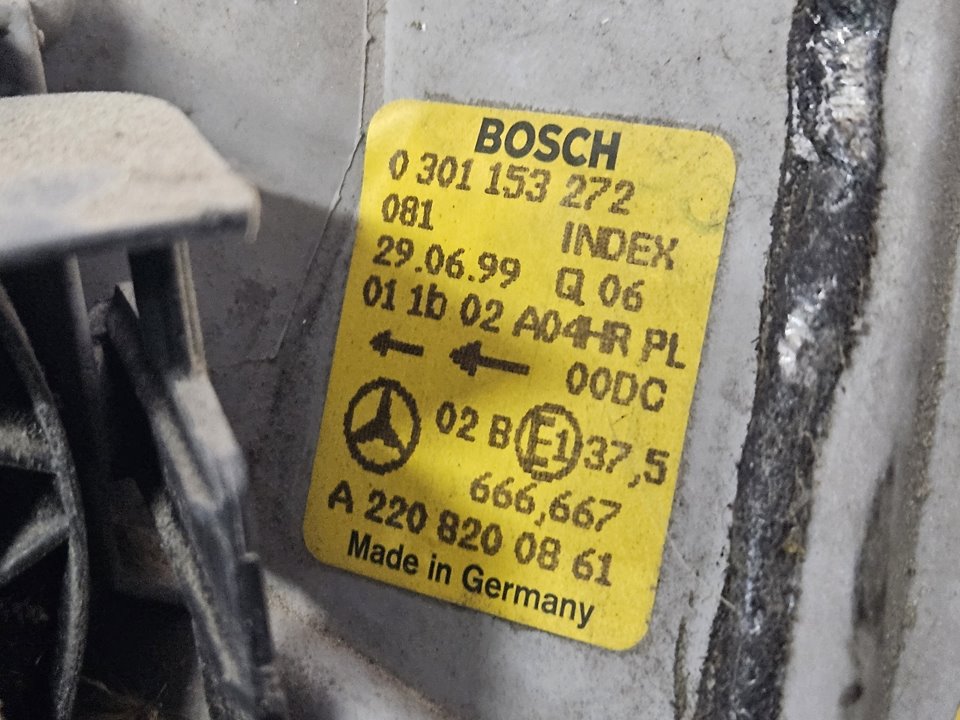 BOSCH
0 301 153 272
081 INDEX
29.06.99 Q 06
01 1b 02 A04HR PL
00DC
02 B E1 37,5
666,667
A 220 820 08 61
Made in Germany